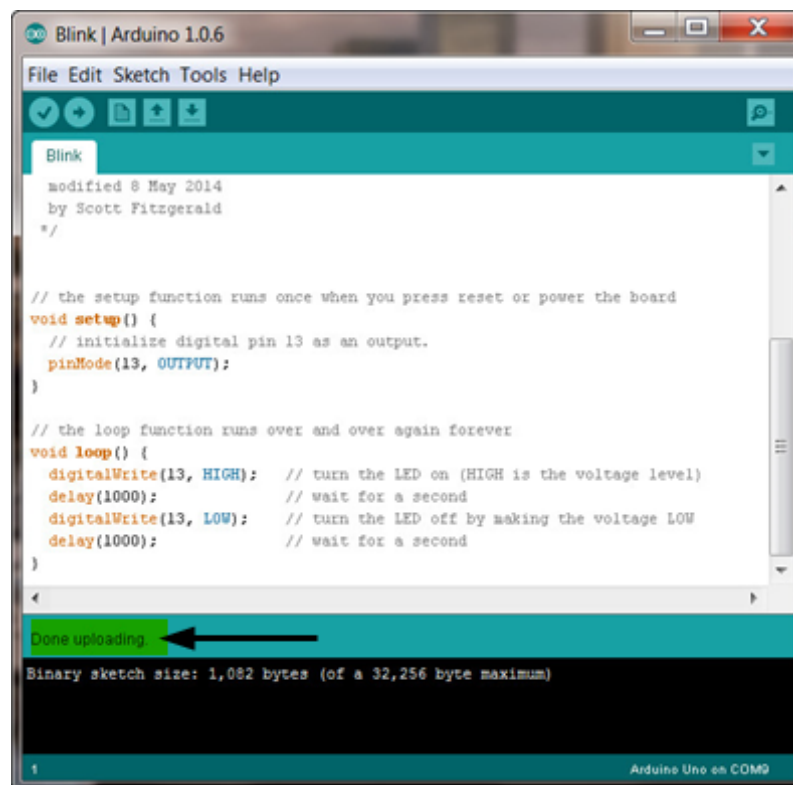 Blink | Arduino 1.0.6
File Edit Sketch Tools Help
Blink
modified 8 May 2014
by Scott Fitzgerald
*/
// the setup function runs once when you press reset or power the board
void setup() {
// initialize digital pin 13 as an output.
pinMode(13, OUTPUT);
}
// the loop function runs over and over again forever
void loop() {
digitalWrite(13, HIGH);   // turn the LED on (HIGH is the voltage level)
delay(1000);              // wait for a second
digitalWrite(13, LOW);    // turn the LED off by making the voltage LOW
delay(1000);              // wait for a second
}
Done uploading.
Binary sketch size: 1,082 bytes (of a 32,256 byte maximum)
1 Arduino Uno on COM9